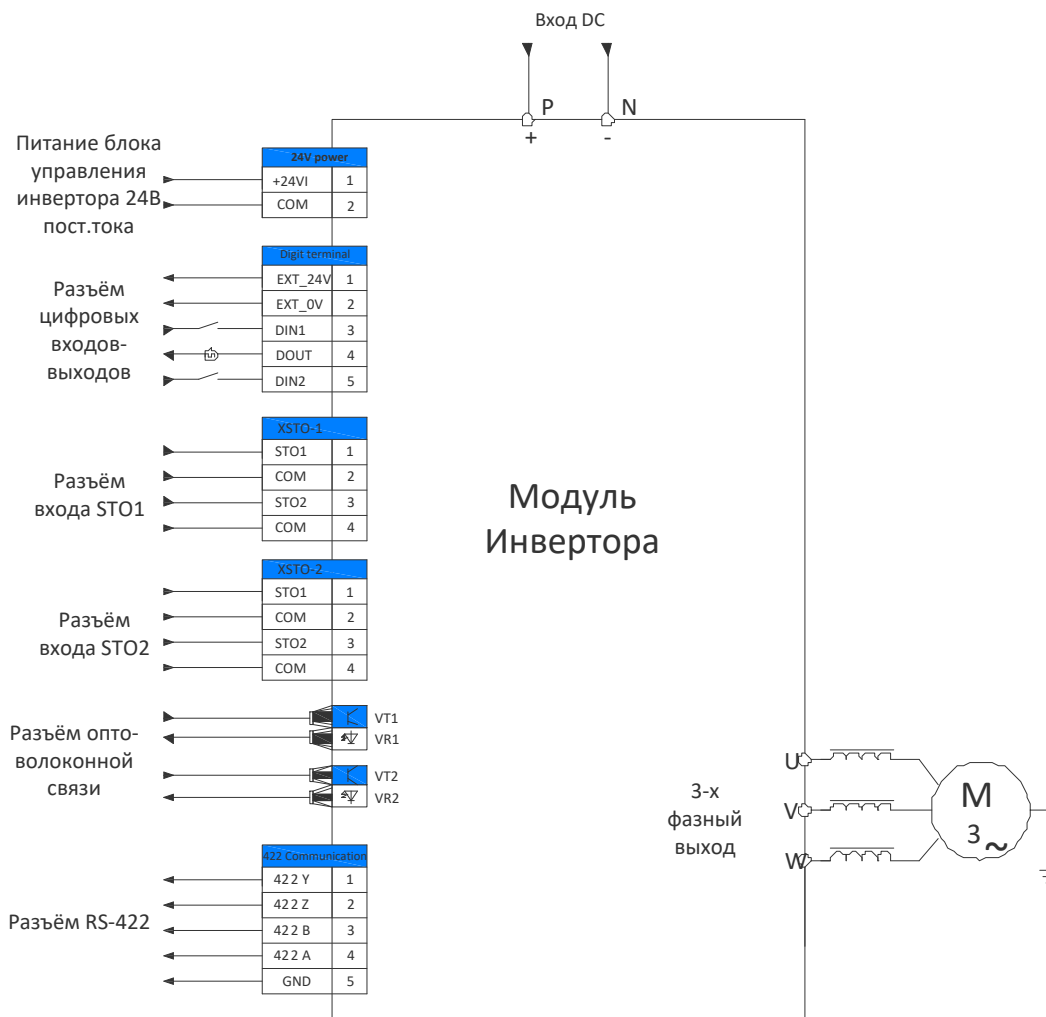 Вход DC
P
N
+
-
Питание блока
управления
инвертора 24В
пост.тока
24V power
+24VI 1
COM 2
Разъём
цифровых
входов-
выходов
Digit terminal
EXT_24V 1
EXT_0V 2
DIN1 3
DOUT 4
DIN2 5
Разъём
входа STO1
XSTO-1
STO1 1
COM 2
STO2 3
COM 4
Модуль
Инвертора
Разъём
входа STO2
XSTO-2
STO1 1
COM 2
STO2 3
COM 4
Разъём опто-
волоконной
связи
VT1
VR1
VT2
VR2
3-х
фазный
выход
U
V
W
M
3 ~
Разъём RS-422
422 Communication
422 Y 1
422 Z 2
422 B 3
422 A 4
GND 5